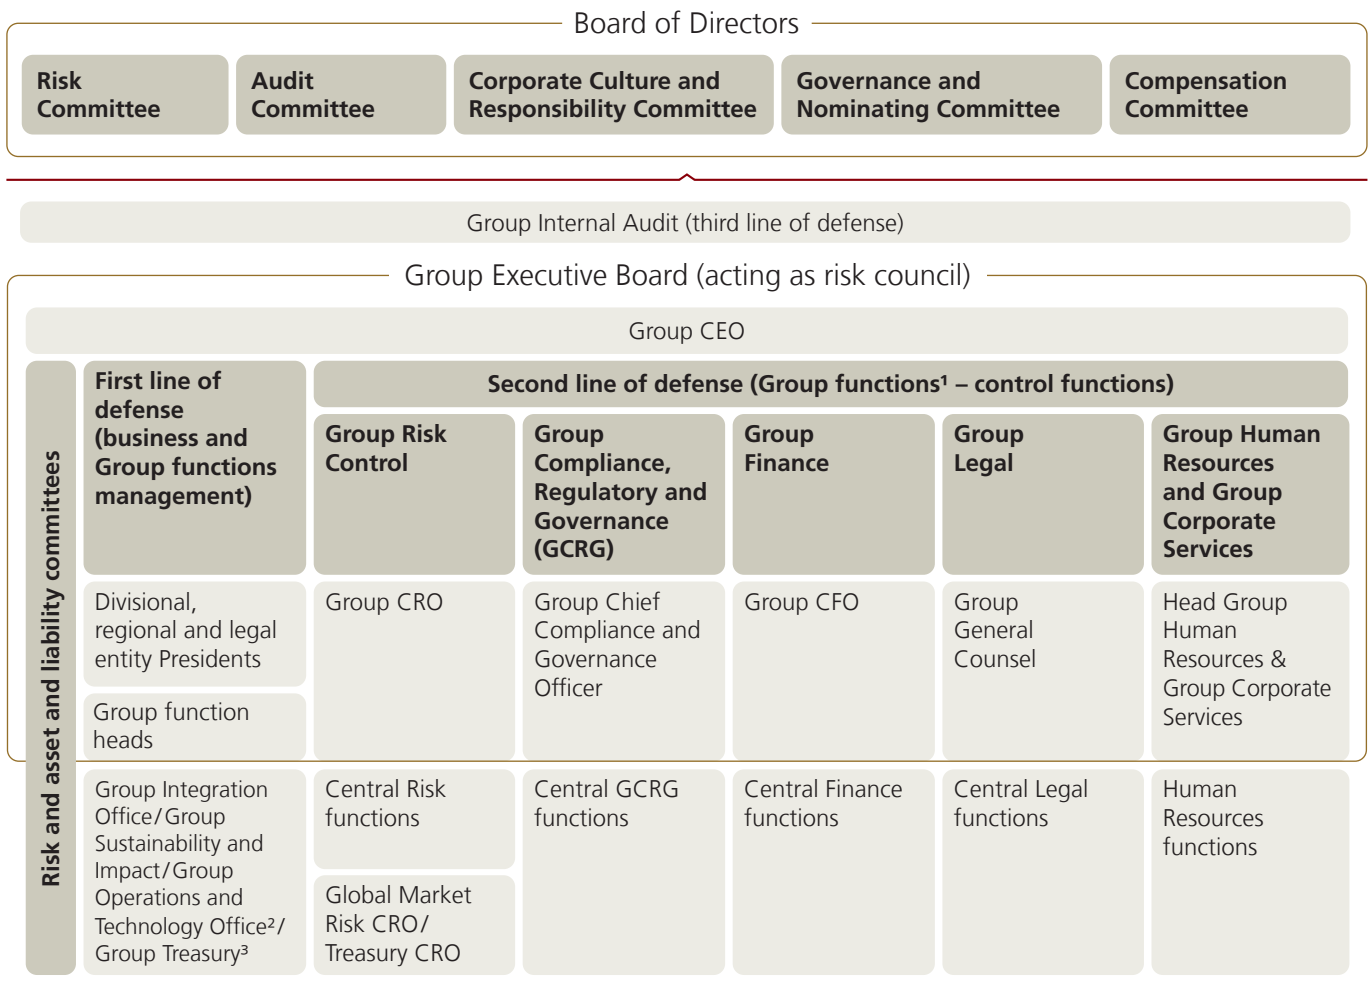 Board of Directors
Risk
Committee
Audit
Committee
Corporate Culture and
Responsibility Committee
Governance and
Nominating Committee
Compensation
Committee
Group Internal Audit (third line of defense)
Group Executive Board (acting as risk council)
Group CEO
Risk and asset and liability committees
First line of
defense
(business and
Group functions
management)
Second line of defense (Group functions¹ – control functions)
Group Risk
Control
Group
Compliance,
Regulatory and
Governance
(GCRG)
Group
Finance
Group
Legal
Group Human
Resources
and Group
Corporate
Services
Divisional,
regional and legal
entity Presidents
Group function
heads
Group CRO
Group Chief
Compliance and
Governance
Officer
Group CFO
Group
General
Counsel
Head Group
Human
Resources &
Group Corporate
Services
Group Integration
Office/Group
Sustainability and
Impact/Group
Operations and
Technology Office²/
Group Treasury³
Central Risk
functions
Global Market
Risk CRO/
Treasury CRO
Central GCRG
functions
Central Finance
functions
Central Legal
functions
Human
Resources
functions